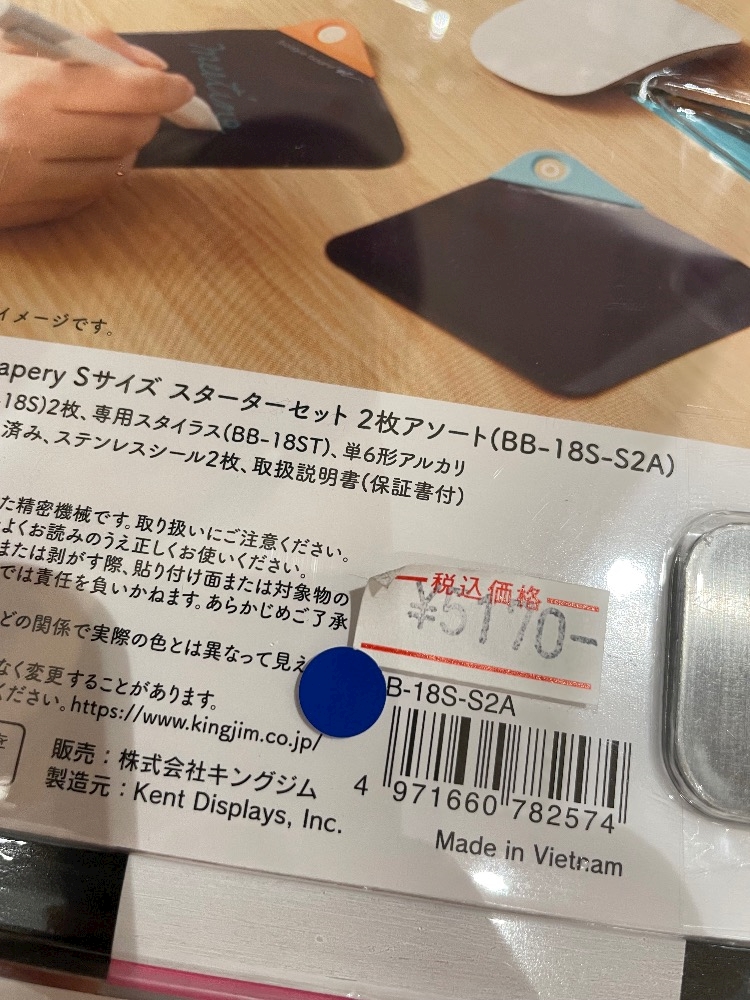 meeting
イメージです。
apery Sサイズ スターターセット 2枚アソート(BB-18S-S2A)
-18S)2枚、専用スタイラス(BB-18ST)、単6形アルカリ
済み、ステンレスシール2枚、取扱説明書(保証書付)
た精密機械です。取り扱いにご注意ください。
よくお読みのうえ正しくお使いください。
または剥がす際、貼り付け面または対象物の
では責任を負いかねます。あらかじめご了承
どの関係で実際の色とは異なって見え
なく変更することがあります。
ください。https://www.kingjim.co.jp/
を
販売：株式会社キングジム
製造元：Kent Displays, Inc.
税込価格
¥5170-
B-18S-S2A
4 971660 782574
Made in Vietnam